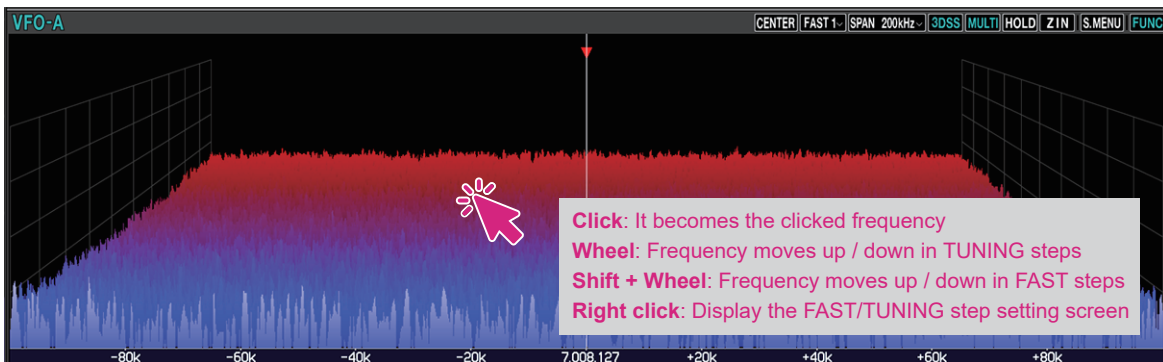 VFO-A CENTER FAST 1 SPAN 200kHz 3DSS MULTI HOLD Z IN S.MENU FUNC
Click: It becomes the clicked frequency
Wheel: Frequency moves up / down in TUNING steps
Shift + Wheel: Frequency moves up / down in FAST steps
Right click: Display the FAST/TUNING step setting screen
-80k -60k -40k -20k 7.008.127 +20k +40k +60k +80k